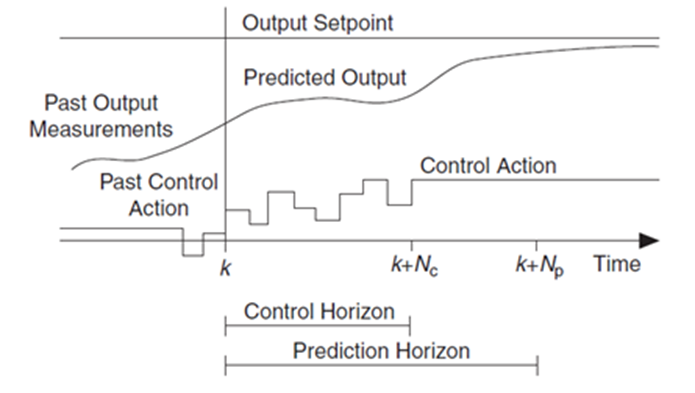 Output Setpoint
Predicted Output
Past Output
Measurements
Past Control
Action
Control Action
k
k+Nc
k+Np
Time
Control Horizon
Prediction Horizon